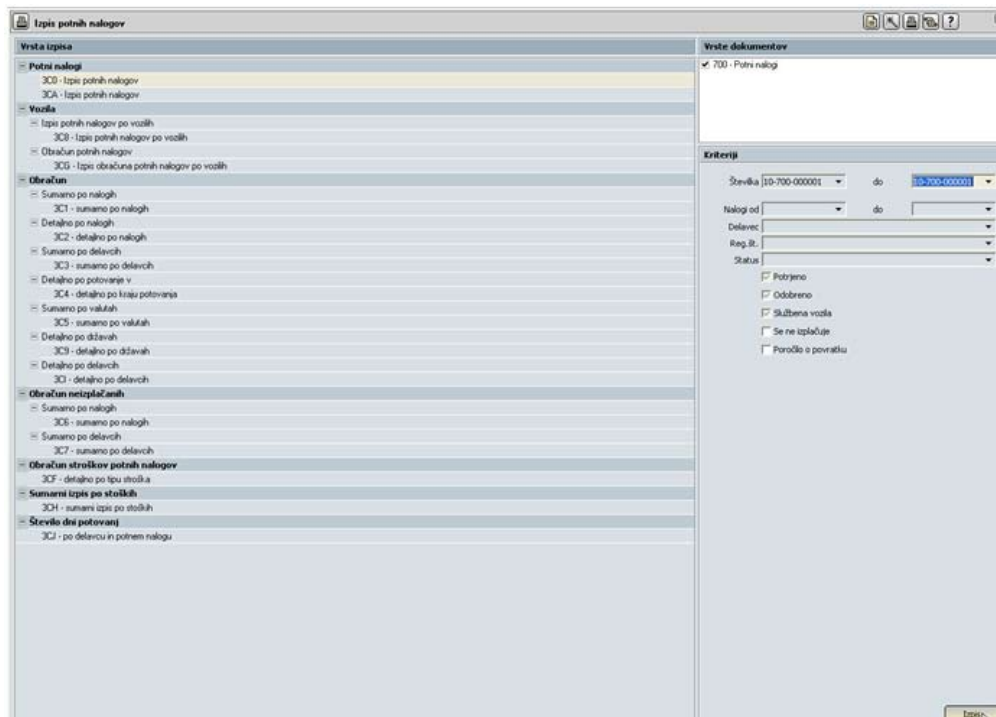 Izpis potnih nalogov
?
Vrsta izpisa
Potni nalogi
3C0 - Izpis potnih nalogov
3CA - Izpis potnih nalogov
Vozila
Izpis potnih nalogov po vozilih
3C8 - Izpis potnih nalogov po vozilih
Obračun potnih nalogov
3CG - Izpis obračuna potnih nalogov po vozilih
Obračun
Sumarno po nalogih
3C1 - sumarno po nalogih
Detajlno po nalogih
3C2 - detajlno po nalogih
Sumarno po delavcih
3C3 - sumarno po delavcih
Detajlno po potovanje v
3C4 - detajlno po kraju potovanja
Sumarno po valutah
3C5 - sumarno po valutah
Detajlno po državah
3C9 - detajlno po državah
Detajlno po delavcih
3CI - detajlno po delavcih
Obračun neizplačanih
Sumarno po nalogih
3C6 - sumarno po nalogih
Sumarno po delavcih
3C7 - sumarno po delavcih
Obračun stroškov potnih nalogov
3CF - detajlno po tipu stroška
Sumarni izpis po stoških
3CH - sumarni izpis po stoških
Število dni potovanj
3CJ - po delavcu in potnem nalogu
Vrste dokumentov
700 - Potni nalogi
Kriteriji
Številka 10-700-000001 do 10-700-000001
Nalogi od do
Delavec
Reg.št.
Status
Potrjeno
Odobreno
Službena vozila
Se ne izplačuje
Poročilo o povratku
Izpis